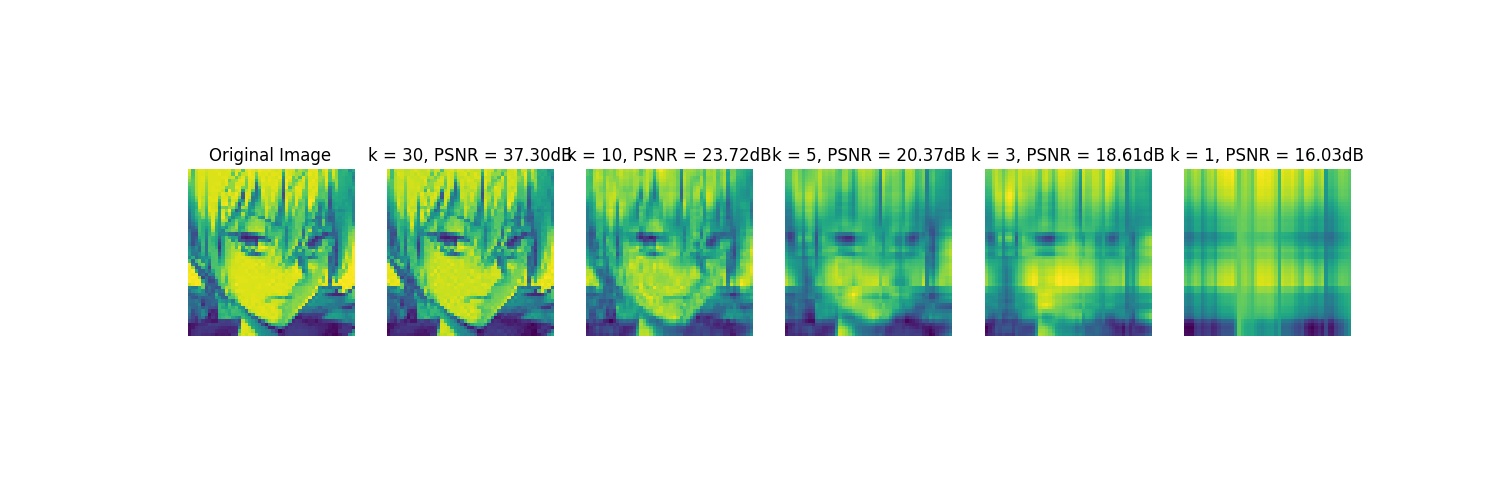 Original Image
k = 30, PSNR = 37.30dB
k = 10, PSNR = 23.72dB
k = 5, PSNR = 20.37dB
k = 3, PSNR = 18.61dB
k = 1, PSNR = 16.03dB